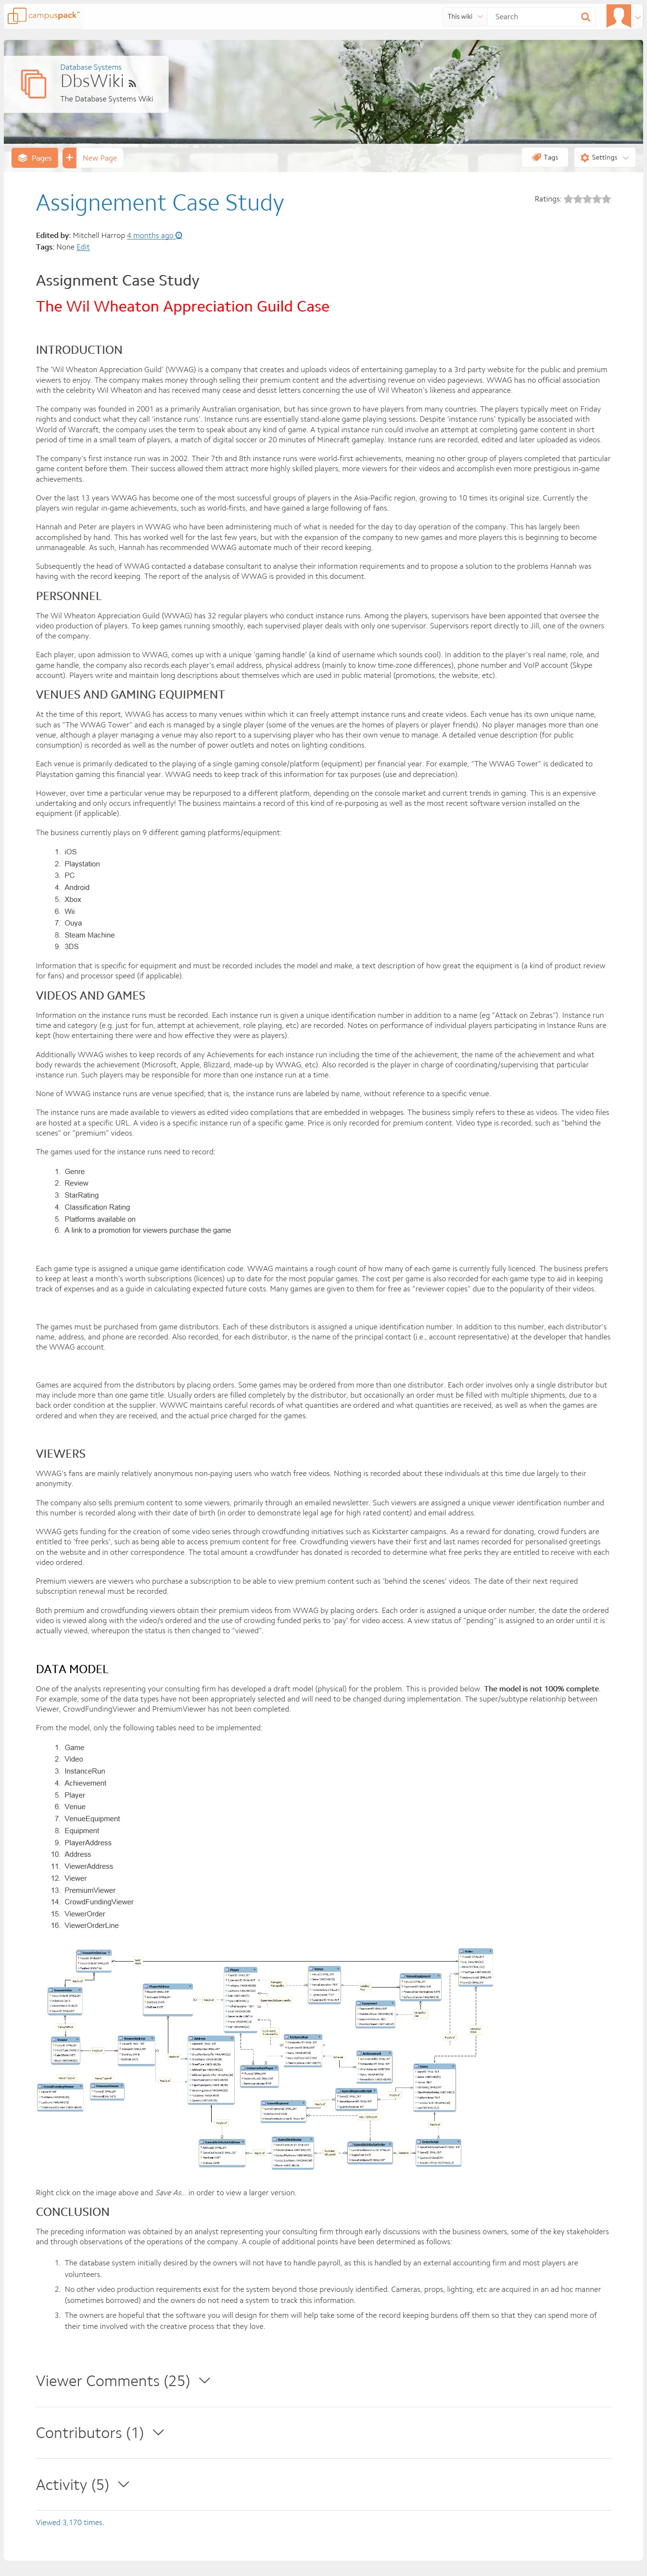 campuspack™
This wiki
Search
Database Systems
DbsWiki
The Database Systems Wiki
Pages
+ New Page
Tags
Settings
Assignement Case Study
Ratings:
Edited by: Mitchell Harrop 4 months ago
Tags: None Edit
Assignment Case Study
The Wil Wheaton Appreciation Guild Case
INTRODUCTION
The 'Wil Wheaton Appreciation Guild' (WWAG) is a company that creates and uploads videos of entertaining gameplay to a 3rd party website for the public and premium
viewers to enjoy. The company makes money through selling their premium content and the advertising revenue on video pageviews. WWAG has no official association
with the celebrity Wil Wheaton and has received many cease and desist letters concerning the use of Wil Wheaton's likeness and appearance.
The company was founded in 2001 as a primarily Australian organisation, but has since grown to have players from many countries. The players typically meet on Friday
nights and conduct what they call 'instance runs'. Instance runs are essentially stand-alone game playing sessions. Despite 'instance runs' typically be associated with
World of Warcraft, the company uses the term to speak about any kind of game. A typical instance run could involve an attempt at completing game content in short
period of time in a small team of players, a match of digital soccer or 20 minutes of Minecraft gameplay. Instance runs are recorded, edited and later uploaded as videos.
The company's first instance run was in 2002. Their 7th and 8th instance runs were world-first achievements, meaning no other group of players completed that particular
game content before them. Their success allowed them attract more highly skilled players, more viewers for their videos and accomplish even more prestigious in-game
achievements.
Over the last 13 years WWAG has become one of the most successful groups of players in the Asia-Pacific region, growing to 10 times its original size. Currently the
players win regular in-game achievements, such as world-firsts, and have gained a large following of fans.
Hannah and Peter are players in WWAG who have been administering much of what is needed for the day to day operation of the company. This has largely been
accomplished by hand. This has worked well for the last few years, but with the expansion of the company to new games and more players this is beginning to become
unmanageable. As such, Hannah has recommended WWAG automate much of their record keeping.
Subsequently the head of WWAG contacted a database consultant to analyse their information requirements and to propose a solution to the problems Hannah was
having with the record keeping. The report of the analysis of WWAG is provided in this document.
PERSONNEL
The Wil Wheaton Appreciation Guild (WWAG) has 32 regular players who conduct instance runs. Among the players, supervisors have been appointed that oversee the
video production of players. To keep games running smoothly, each supervised player deals with only one supervisor. Supervisors report directly to Jill, one of the owners
of the company.
Each player, upon admission to WWAG, comes up with a unique 'gaming handle' (a kind of username which sounds cool). In addition to the player's real name, role, and
game handle, the company also records each player's email address, physical address (mainly to know time-zone differences), phone number and VoIP account (Skype
account). Players write and maintain long descriptions about themselves which are used in public material (promotions, the website, etc).
VENUES AND GAMING EQUIPMENT
At the time of this report, WWAG has access to many venues within which it can freely attempt instance runs and create videos. Each venue has its own unique name,
such as "The WWAG Tower" and each is managed by a single player (some of the venues are the homes of players or player friends). No player manages more than one
venue, although a player managing a venue may also report to a supervising player who has their own venue to manage. A detailed venue description (for public
consumption) is recorded as well as the number of power outlets and notes on lighting conditions.
Each venue is primarily dedicated to the playing of a single gaming console/platform (equipment) per financial year. For example, "The WWAG Tower" is dedicated to
Playstation gaming this financial year. WWAG needs to keep track of this information for tax purposes (use and depreciation).
However, over time a particular venue may be repurposed to a different platform, depending on the console market and current trends in gaming. This is an expensive
undertaking and only occurs infrequently! The business maintains a record of this kind of re-purposing as well as the most recent software version installed on the
equipment (if applicable).
The business currently plays on 9 different gaming platforms/equipment:
1. iOS
2. Playstation
3. PC
4. Android
5. Xbox
6. Wii
7. Ouya
8. Steam Machine
9. 3DS
Information that is specific for equipment and must be recorded includes the model and make, a text description of how great the equipment is (a kind of product review
for fans) and processor speed (if applicable).
VIDEOS AND GAMES
Information on the instance runs must be recorded. Each instance run is given a unique identification number in addition to a name (eg "Attack on Zebras"). Instance run
time and category (e.g. just for fun, attempt at achievement, role playing, etc) are recorded. Notes on performance of individual players participating in Instance Runs are
kept (how entertaining there were and how effective they were as players).
Additionally WWAG wishes to keep records of any Achievements for each instance run including the time of the achievement, the name of the achievement and what
body rewards the achievement (Microsoft, Apple, Blizzard, made-up by WWAG, etc). Also recorded is the player in charge of coordinating/supervising that particular
instance run. Such players may be responsible for more than one instance run at a time.
None of WWAG instance runs are venue specified; that is, the instance runs are labeled by name, without reference to a specific venue.
The instance runs are made available to viewers as edited video compilations that are embedded in webpages. The business simply refers to these as videos. The video files
are hosted at a specific URL. A video is a specific instance run of a specific game. Price is only recorded for premium content. Video type is recorded, such as "behind the
scenes" or "premium" videos.
The games used for the instance runs need to record:
1. Genre
2. Review
3. StarRating
4. Classification Rating
5. Platforms available on
6. A link to a promotion for viewers purchase the game
Each game type is assigned a unique game identification code. WWAG maintains a rough count of how many of each game is currently fully licenced. The business prefers
to keep at least a month's worth subscriptions (licences) up to date for the most popular games. The cost per game is also recorded for each game type to aid in keeping
track of expenses and as a guide in calculating expected future costs. Many games are given to them for free as "reviewer copies" due to the popularity of their videos.
The games must be purchased from game distributors. Each of these distributors is assigned a unique identification number. In addition to this number, each distributor's
name, address, and phone are recorded. Also recorded, for each distributor, is the name of the principal contact (i.e., account representative) at the developer that handles
the WWAG account.
Games are acquired from the distributors by placing orders. Some games may be ordered from more than one distributor. Each order involves only a single distributor but
may include more than one game title. Usually orders are filled completely by the distributor, but occasionally an order must be filled with multiple shipments, due to a
back order condition at the supplier. WWWC maintains careful records of what quantities are ordered and what quantities are received, as well as when the games are
ordered and when they are received, and the actual price charged for the games.
VIEWERS
WWAG's fans are mainly relatively anonymous non-paying users who watch free videos. Nothing is recorded about these individuals at this time due largely to their
anonymity.
The company also sells premium content to some viewers, primarily through an emailed newsletter. Such viewers are assigned a unique viewer identification number and
this number is recorded along with their date of birth (in order to demonstrate legal age for high rated content) and email address.
WWAG gets funding for the creation of some video series through crowdfunding initiatives such as Kickstarter campaigns. As a reward for donating, crowd funders are
entitled to 'free perks', such as being able to access premium content for free. Crowdfunding viewers have their first and last names recorded for personalised greetings
on the website and in other correspondence. The total amount a crowdfunder has donated is recorded to determine what free perks they are entitled to receive with each
video ordered.
Premium viewers are viewers who purchase a subscription to be able to view premium content such as 'behind the scenes' videos. The date of their next required
subscription renewal must be recorded.
Both premium and crowdfunding viewers obtain their premium videos from WWAG by placing orders. Each order is assigned a unique order number, the date the ordered
video is viewed along with the video/s ordered and the use of crowding funded perks to 'pay' for video access. A view status of "pending" is assigned to an order until it is
actually viewed, whereupon the status is then changed to "viewed".
DATA MODEL
One of the analysts representing your consulting firm has developed a draft model (physical) for the problem. This is provided below. The model is not 100% complete.
For example, some of the data types have not been appropriately selected and will need to be changed during implementation. The super/subtype relationhip between
Viewer, CrowdFundingViewer and PremiumViewer has not been completed.
From the model, only the following tables need to be implemented:
1. Game
2. Video
3. InstanceRun
4. Achievement
5. Player
6. Venue
7. VenueEquipment
8. Equipment
9. PlayerAddress
10. Address
11. ViewerAddress
12. Viewer
13. PremiumViewer
14. CrowdFundingViewer
15. ViewerOrder
16. ViewerOrderLine
Right click on the image above and Save As... in order to view a larger version.
CONCLUSION
The preceding information was obtained by an analyst representing your consulting firm through early discussions with the business owners, some of the key stakeholders
and through observations of the operations of the company. A couple of additional points have been determined as follows:
1. The database system initially desired by the owners will not have to handle payroll, as this is handled by an external accounting firm and most players are
volunteers.
2. No other video production requirements exist for the system beyond those previously identified. Cameras, props, lighting, etc are acquired in an ad hoc manner
(sometimes borrowed) and the owners do not need a system to track this information.
3. The owners are hopeful that the software you will design for them will help take some of the record keeping burdens off them so that they can spend more of
their time involved with the creative process that they love.
Viewer Comments (25)
Contributors (1)
Activity (5)
Viewed 3,170 times.